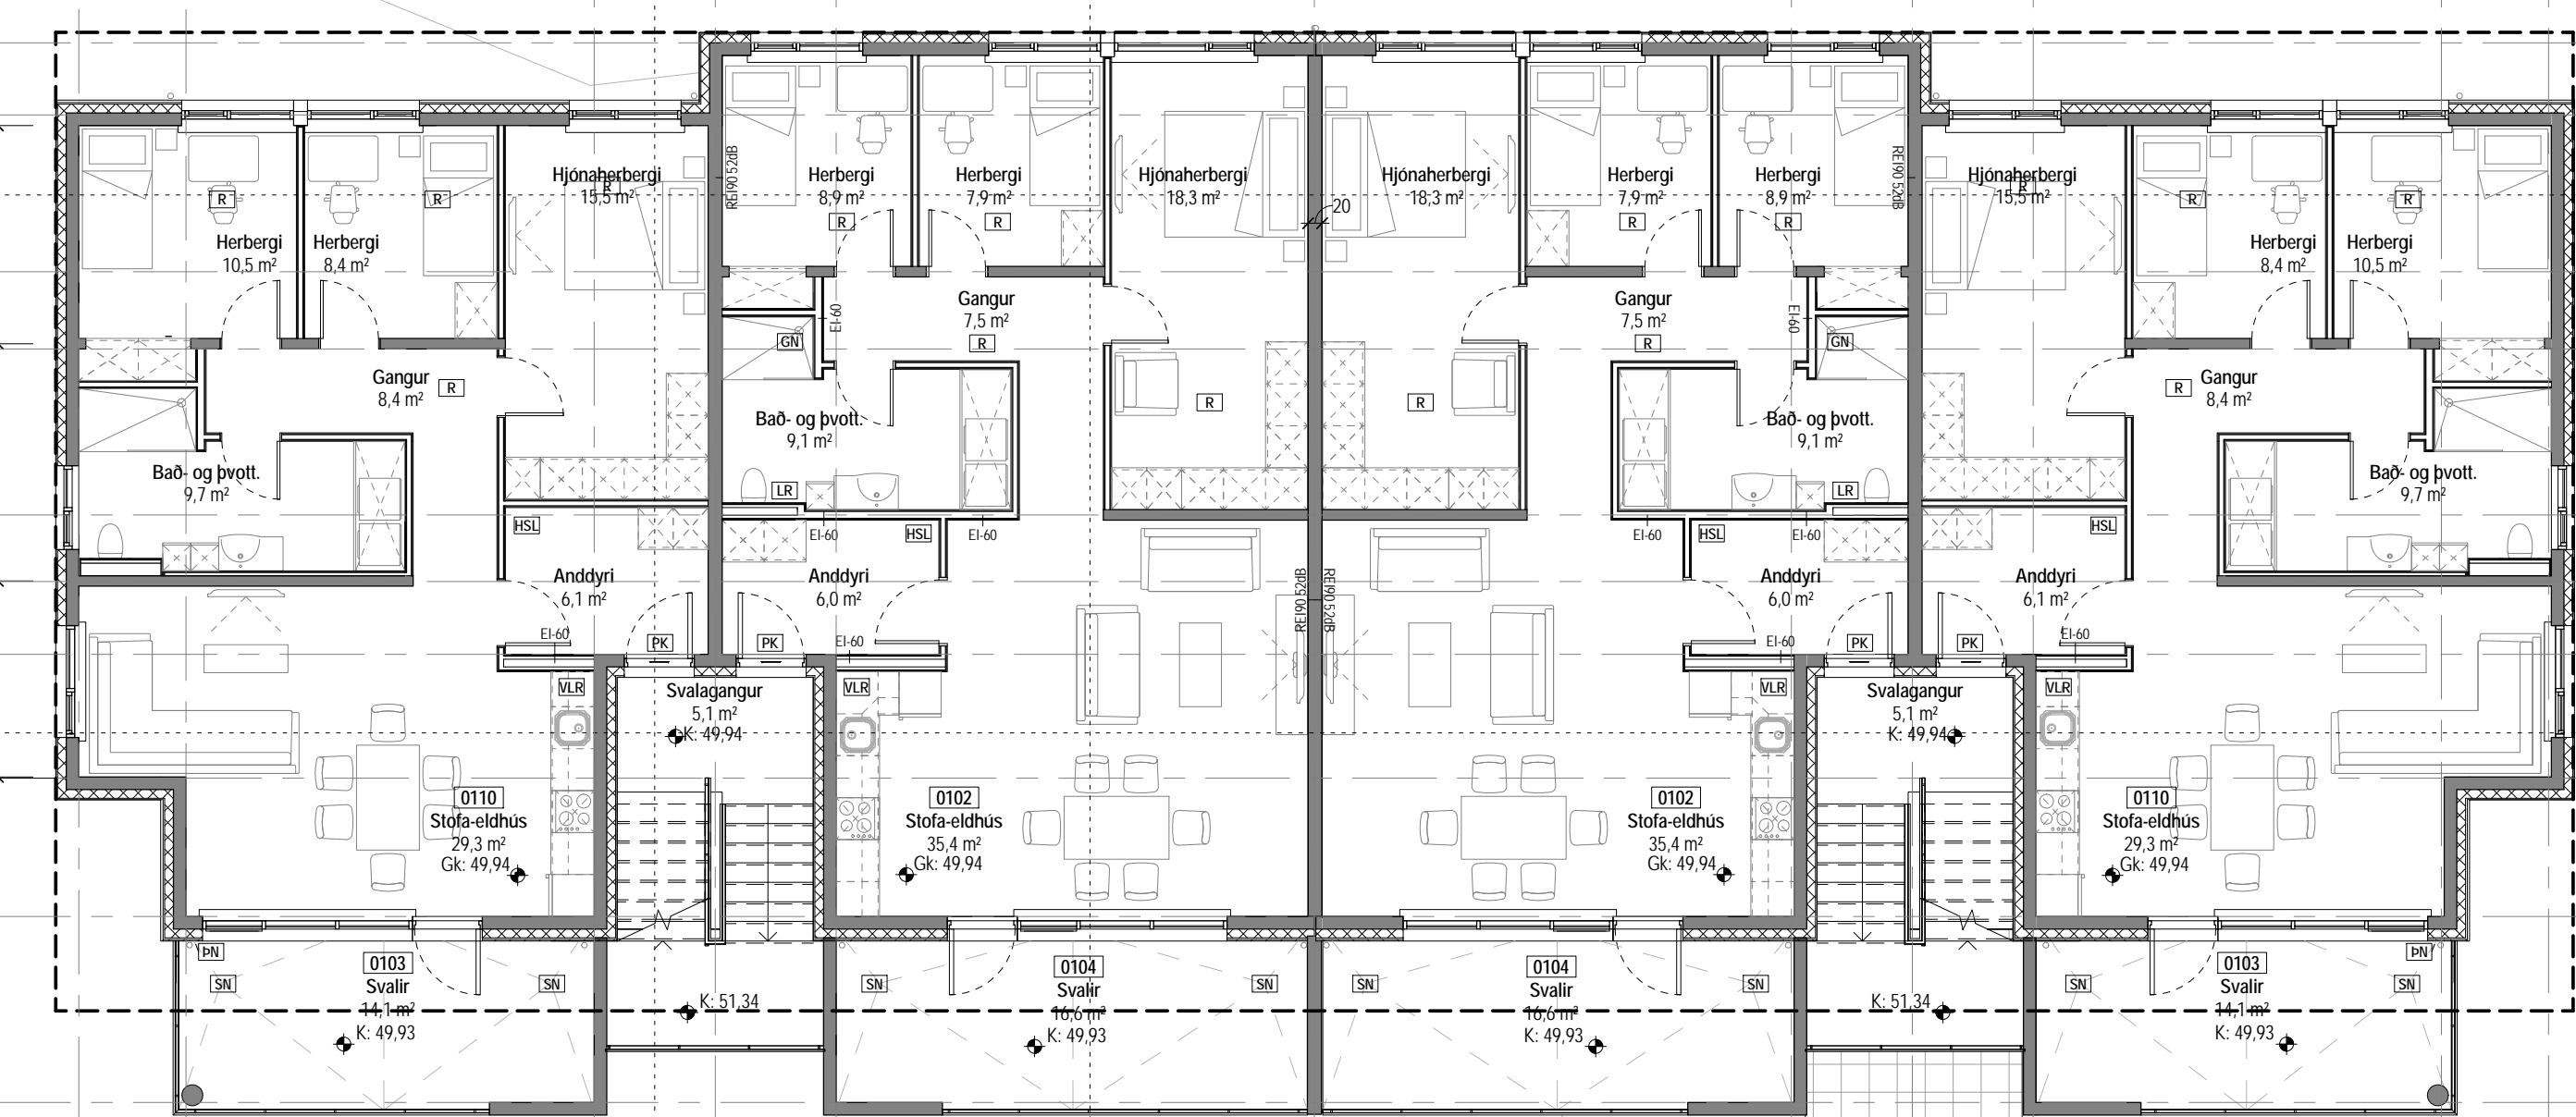 Herbergi
10,5 m²
R
Herbergi
8,4 m²
R
Hjónaherbergi
15,5 m²
R
REI90 52dB
Herbergi
8,9 m²
R
Herbergi
7,9 m²
R
Hjónaherbergi
18,3 m²
20
Hjónaherbergi
18,3 m²
Herbergi
7,9 m²
R
Herbergi
8,9 m²
R
REI90 52dB
Hjónaherbergi
15,5 m²
R
Herbergi
8,4 m²
R
Herbergi
10,5 m²
R
Gangur
8,4 m²
R
GN
EI-60
Gangur
7,5 m²
R
R
R
Gangur
7,5 m²
R
EI-60
GN
Gangur
8,4 m²
R
Bað- og þvott.
9,7 m²
Bað- og þvott.
9,1 m²
LR
Bað- og þvott.
9,1 m²
LR
Bað- og þvott.
9,7 m²
HSL
Anddyri
6,1 m²
EI-60
PK
EI-60
HSL
EI-60
Anddyri
6,0 m²
EI-60
PK
REI90 52dB
REI90 52dB
EI-60
HSL
EI-60
Anddyri
6,0 m²
EI-60
PK
HSL
Anddyri
6,1 m²
EI-60
PK
VLR
Svalagangur
5,1 m²
K: 49,94
VLR
VLR
Svalagangur
5,1 m²
K: 49,94
VLR
0110
Stofa-eldhús
29,3 m²
Gk: 49,94
0102
Stofa-eldhús
35,4 m²
Gk: 49,94
0102
Stofa-eldhús
35,4 m²
Gk: 49,94
0110
Stofa-eldhús
29,3 m²
Gk: 49,94
ÞN
SN
0103
Svalir
14,1 m²
K: 49,93
SN
K: 51,34
SN
0104
Svalir
16,6 m²
K: 49,93
SN
SN
0104
Svalir
16,6 m²
K: 49,93
SN
K: 51,34
SN
0103
Svalir
14,1 m²
K: 49,93
ÞN
SN